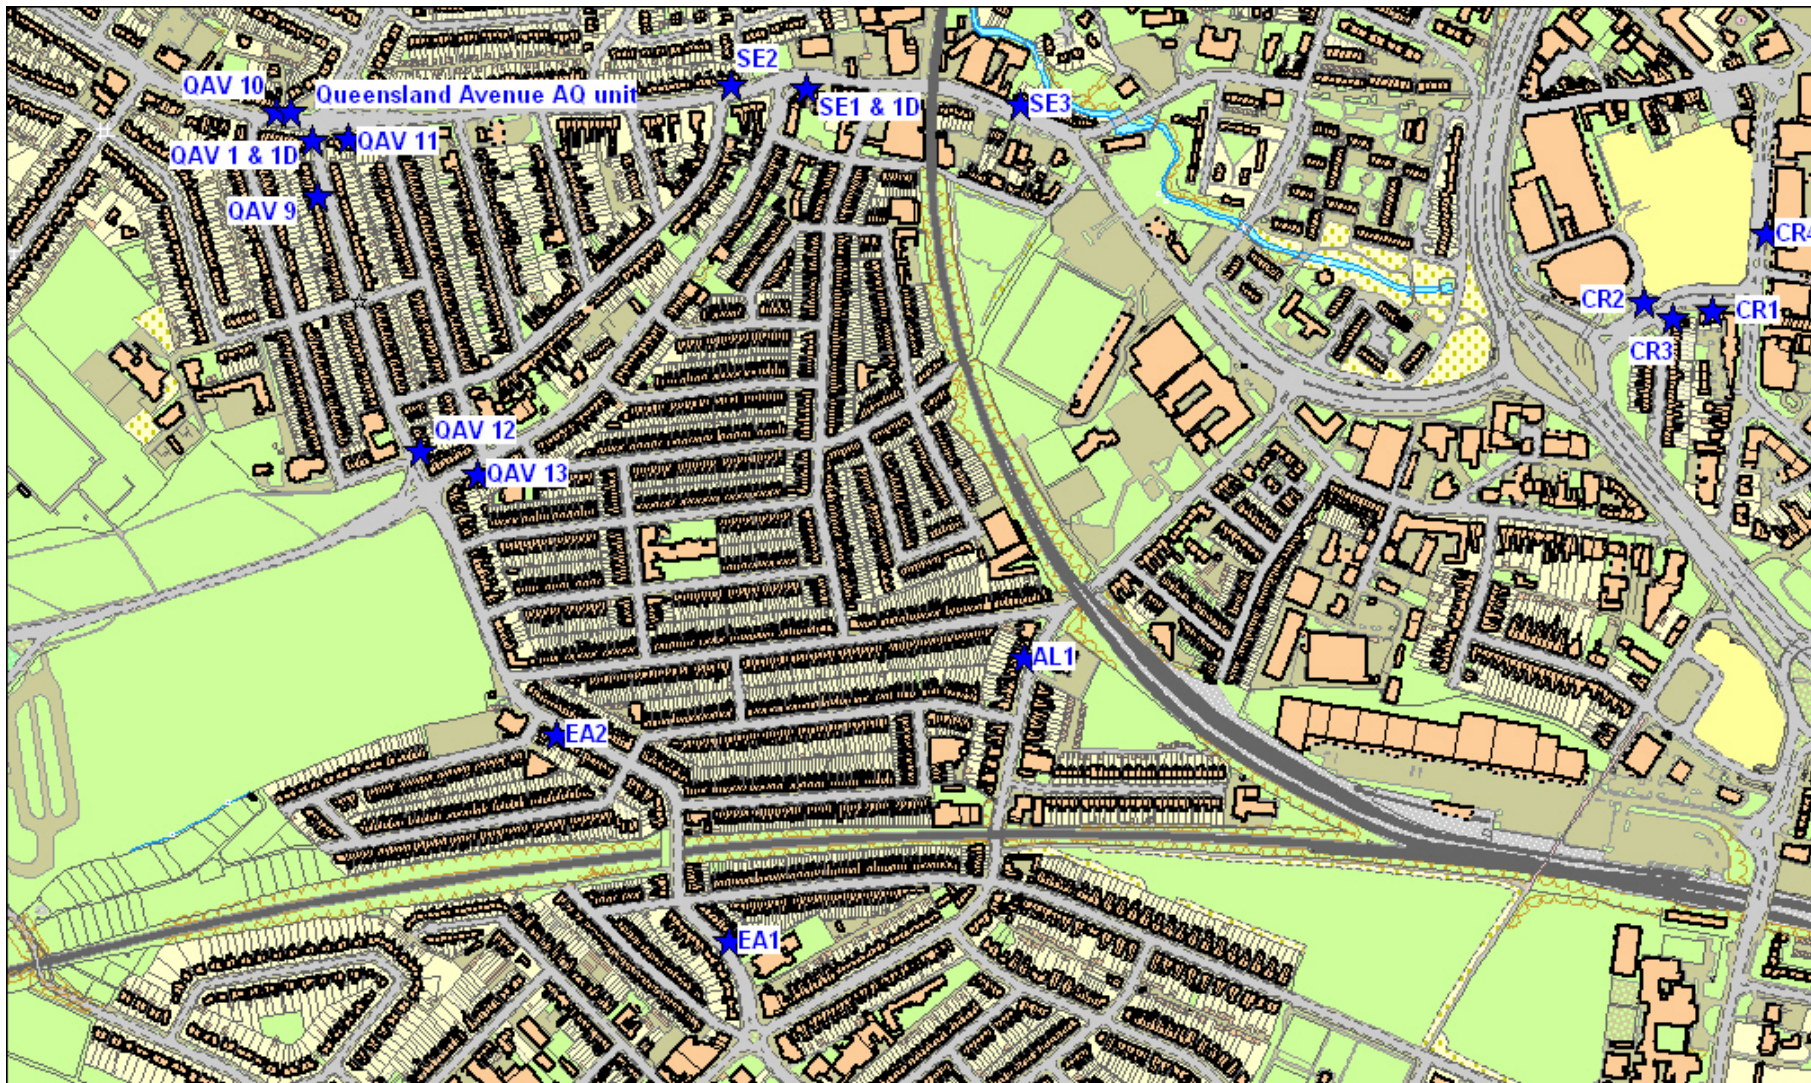 SE2
QAV 10
Queensland Avenue AQ unit
SE1 & 1D
SE3
QAV 11
QAV 1 & 1D
QAV 9
CR4
CR2
CR1
CR3
QAV 12
QAV 13
AL1
EA2
EA1